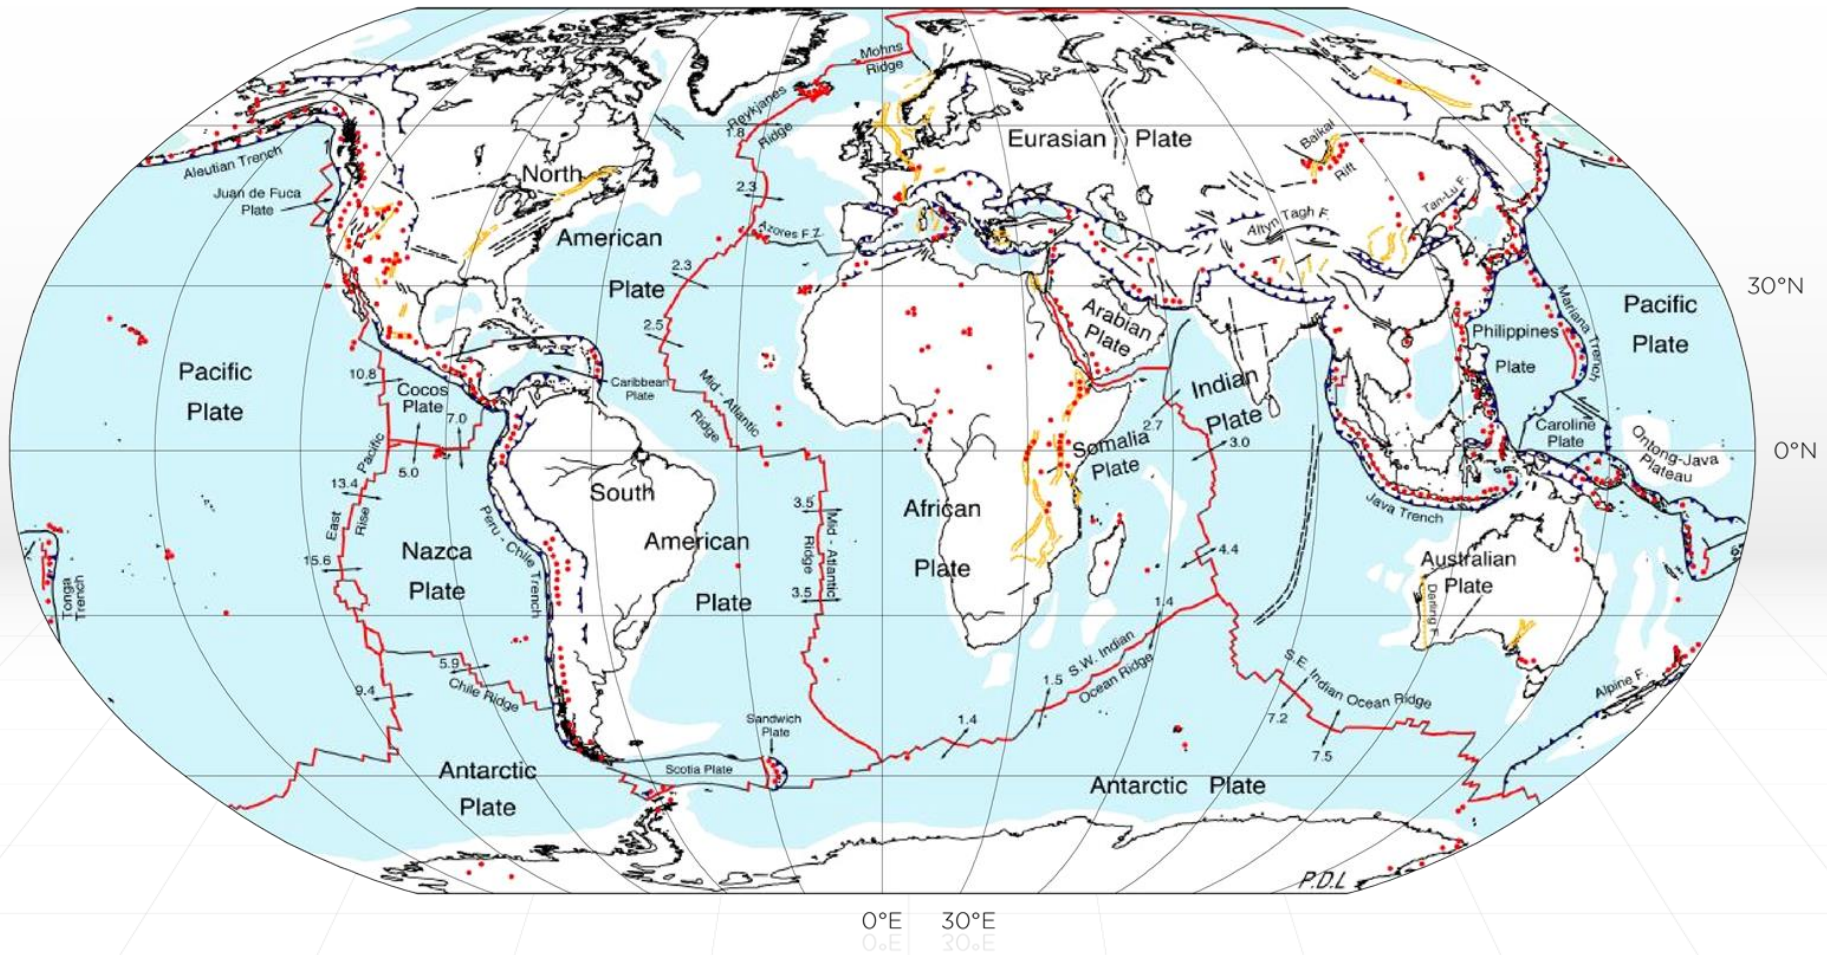 Mohns
Ridge
Reykjanes
Ridge
1.8
Aleutian Trench
Juan de Fuca
Plate
North
American
Plate
2.3
Azores F.Z.
2.3
2.5
Eurasian Plate
Baikal
Rift
Tan-Lu F.
Altyn Tagh F.
30°N
Arabian
Plate
Philippines
Plate
Mariana Trench
Pacific
Plate
Pacific
Plate
10.8
Cocos
Plate
7.0
5.0
Caribbean
Plate
Mid - Atlantic
Ridge
Indian
Plate
2.7
3.0
Somalia
Plate
Caroline
Plate
Ontong-Java
Plateau
0°N
East Pacific
Rise
13.4
15.6
South
American
Plate
Peru - Chile Trench
Nazca
Plate
3.5
Mid - Atlantic
Ridge
3.5
African
Plate
4.4
Java Trench
Australian
Plate
Darling F.
Tonga
Trench
1.4
S.W. Indian
Ocean Ridge
1.5
1.4
5.9
Chile Ridge
9.4
S.E. Indian Ocean Ridge
7.2
7.5
Alpine F.
Sandwich
Plate
Scotia Plate
Antarctic
Plate
Antarctic Plate
P.D.L
0°E 30°E